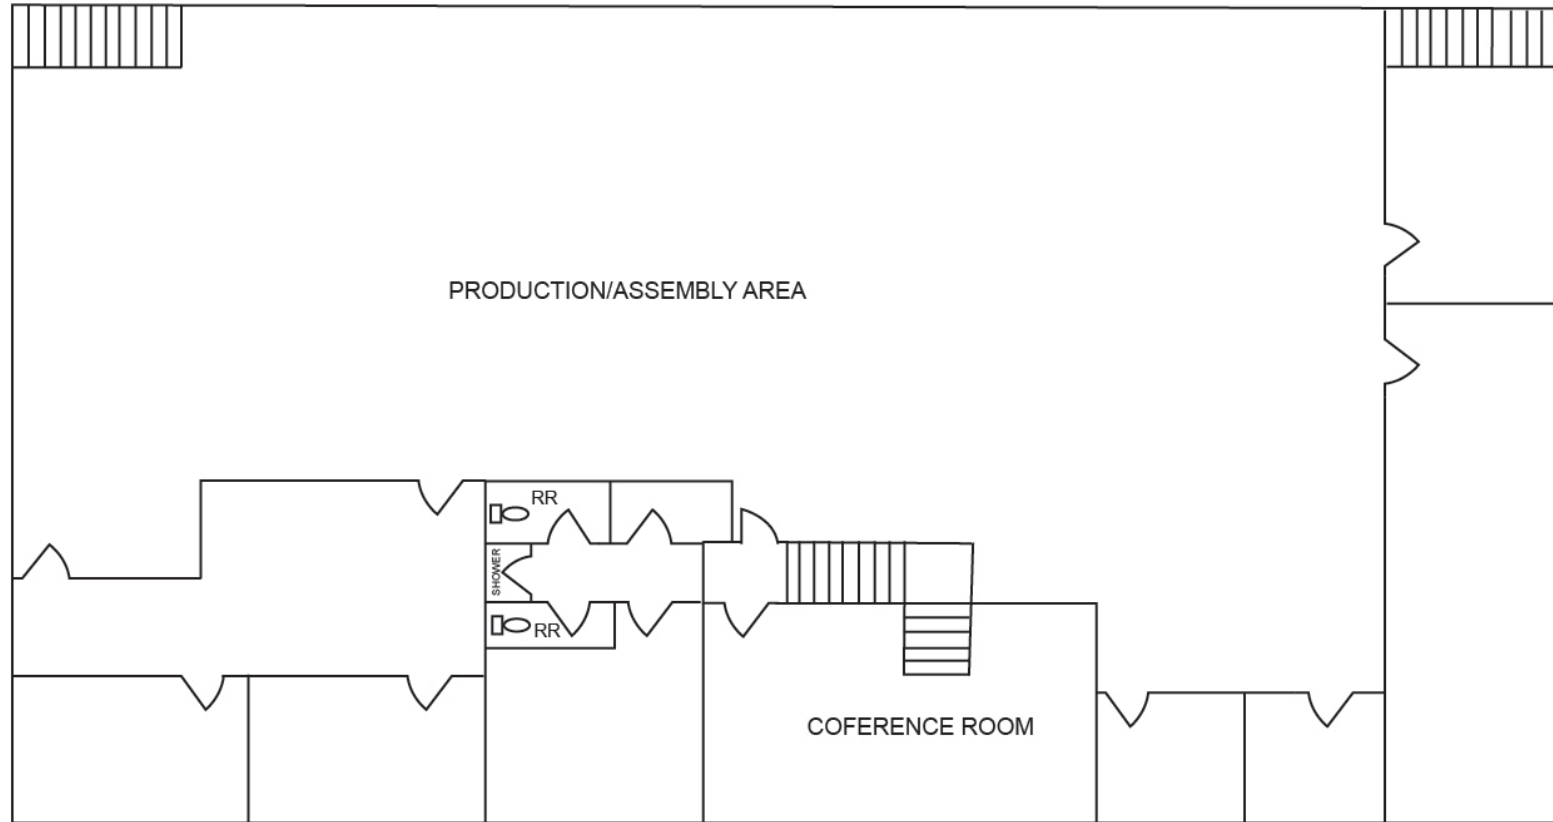 PRODUCTION/ASSEMBLY AREA
RR
SHOWER
RR
COFERENCE ROOM